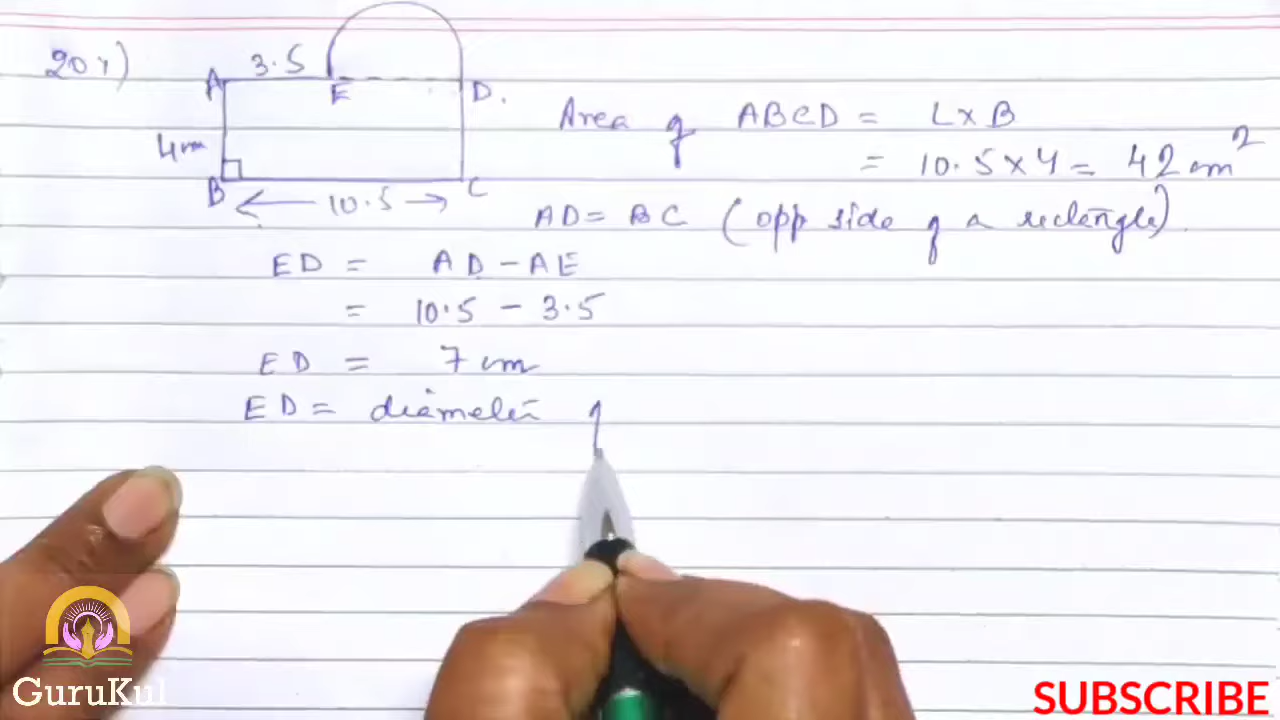 20 1)
3.5
A
E
D.
4cm
B
10.5
C
Area of ABCD = L×B
= 10.5×4 = 42 cm²
AD = BC (opp side of a rectangle)
ED = AD - AE
= 10.5 - 3.5
ED = 7 cm
ED = diameter
GuruKul
SUBSCRIBE